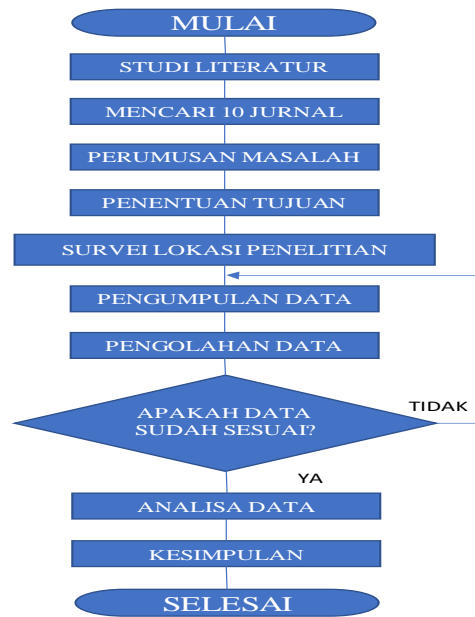 MULAI
STUDI LITERATUR
MENCARI 10 JURNAL
PERUMUSAN MASALAH
PENENTUAN TUJUAN
SURVEI LOKASI PENELITIAN
PENGUMPULAN DATA
PENGOLAHAN DATA
APAKAH DATA
SUDAH SESUAI?
TIDAK
YA
ANALISA DATA
KESIMPULAN
SELESAI